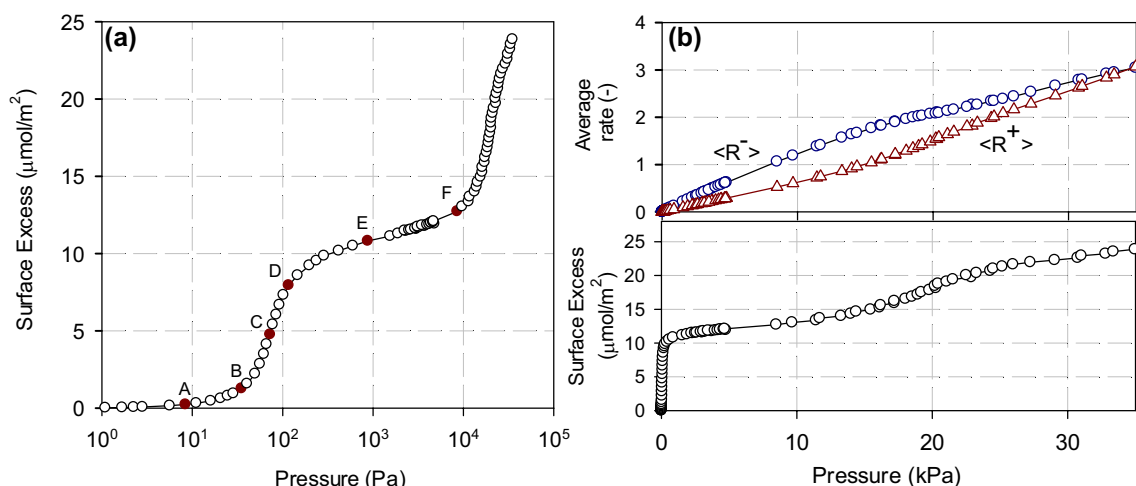 (a)
25
20
15
10
5
0
Surface Excess (μmol/m²)
A
B
C
D
E
F
10⁰ 10¹ 10² 10³ 10⁴ 10⁵
Pressure (Pa)
(b)
4
3
2
1
0
Average
rate (-)
<R⁻>
<R⁺>
25
20
15
10
5
0
Surface Excess
(μmol/m²)
0 10 20 30
Pressure (kPa)